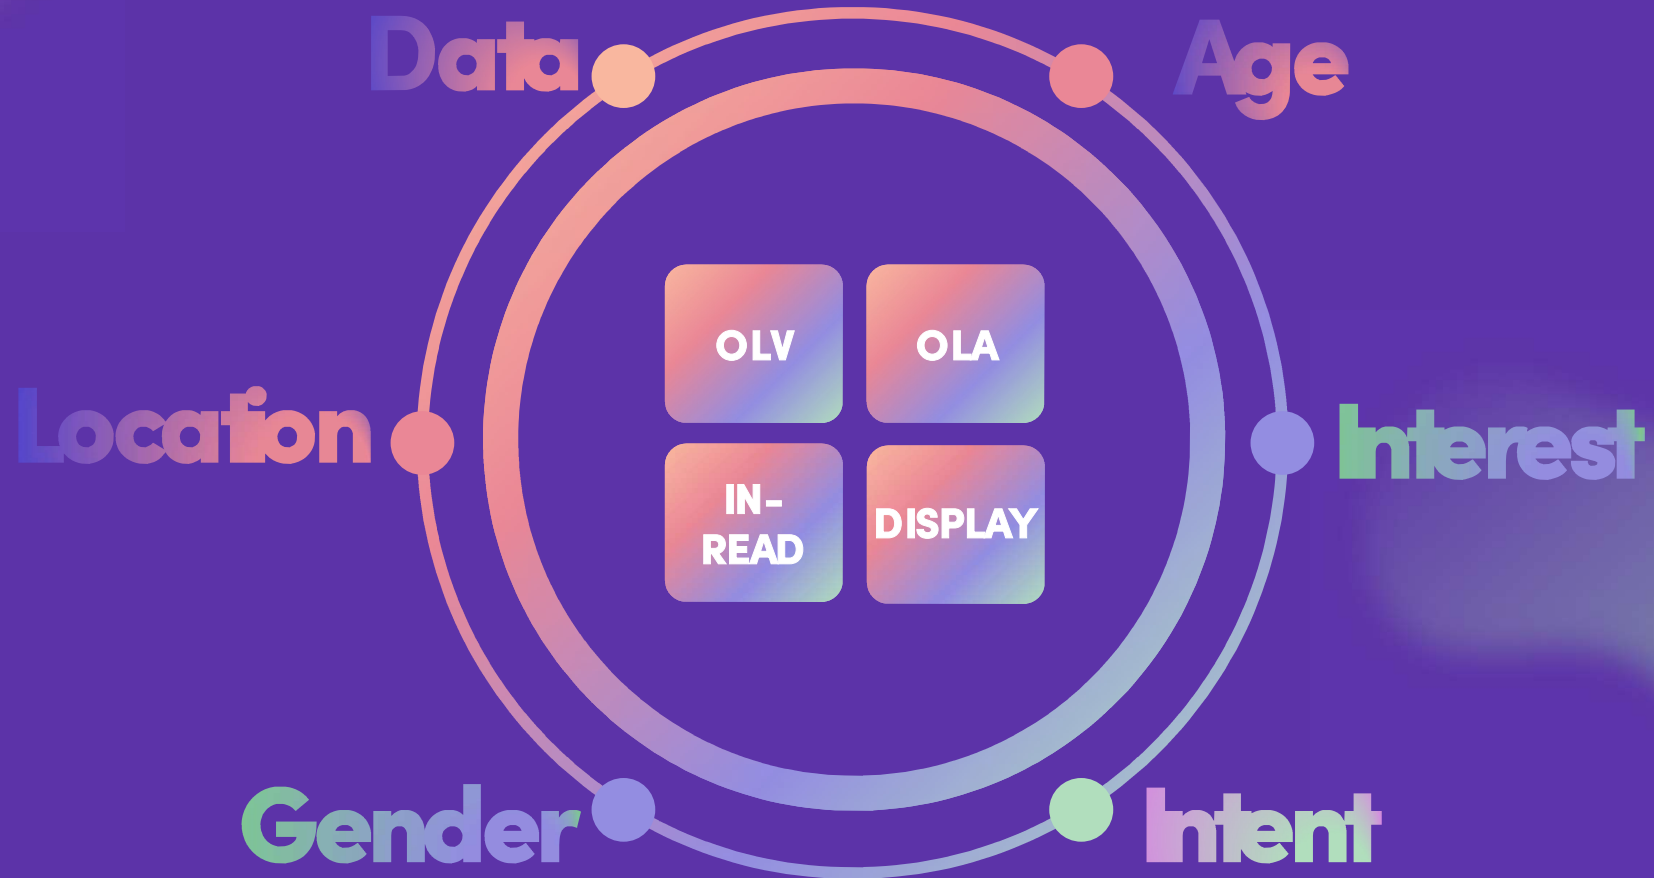 Data
Age
OLV
OLA
Location
Interest
IN-
READ
DISPLAY
Gender
Intent